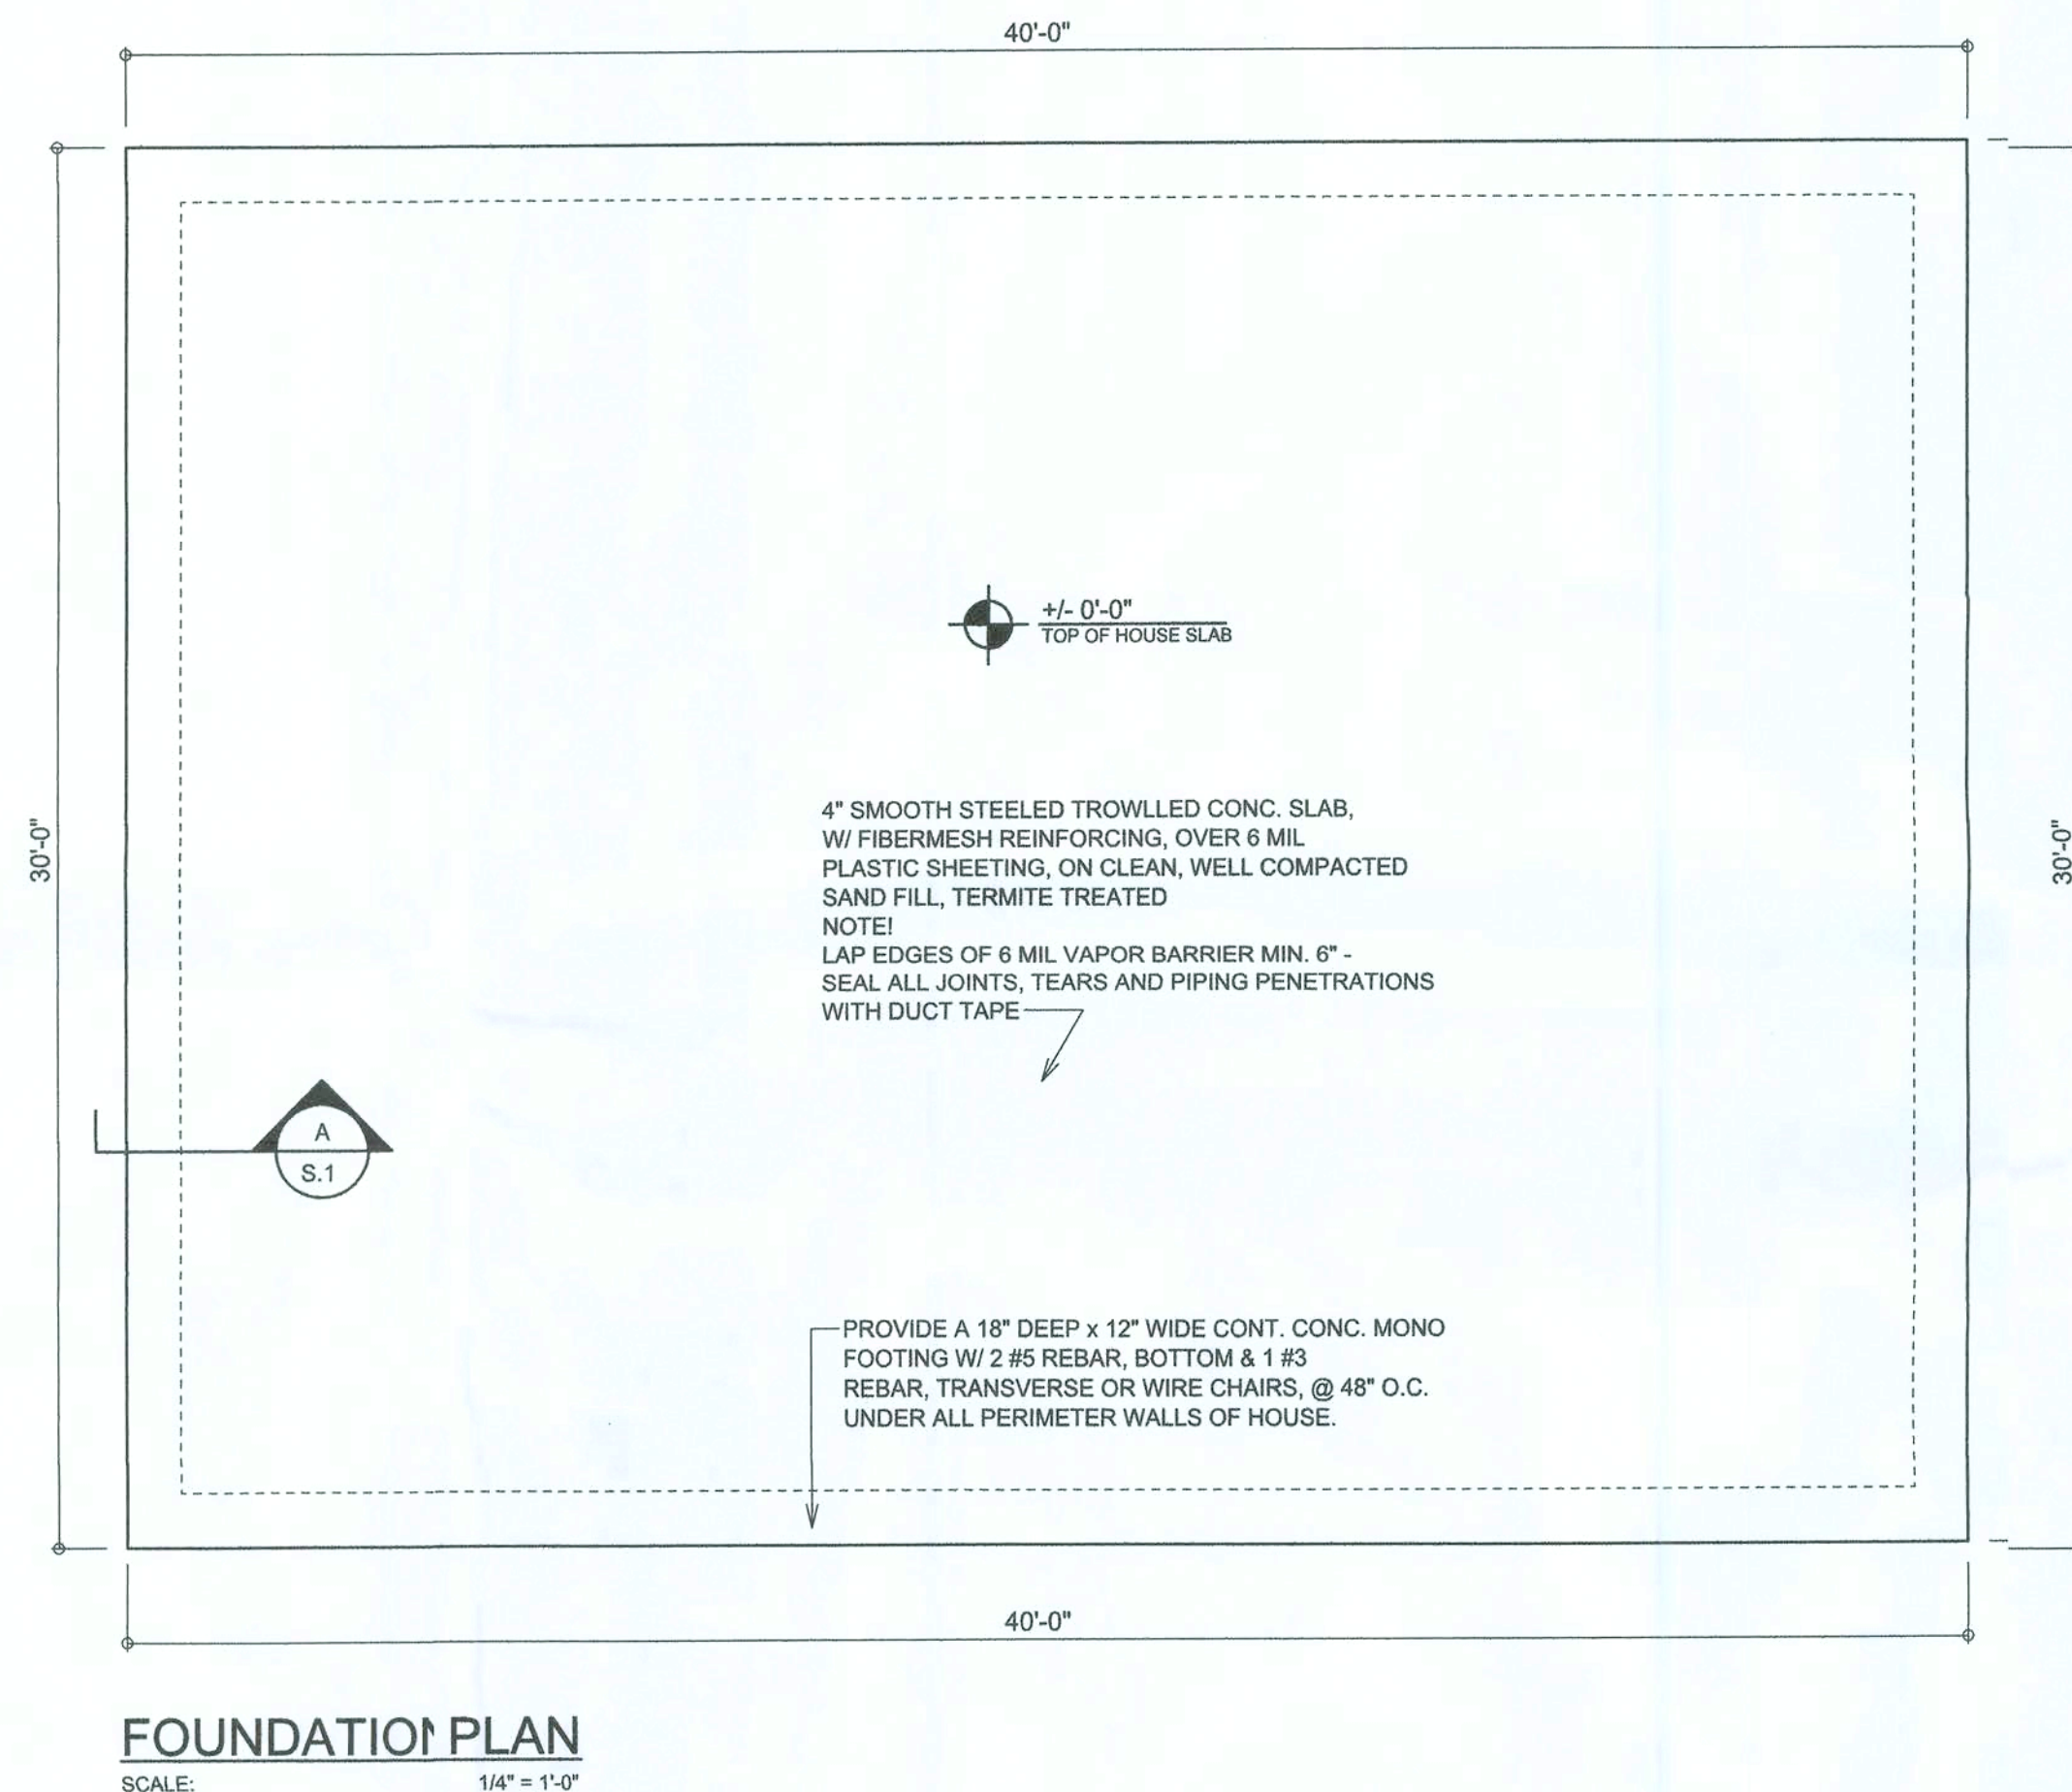 40'-0"
30'-0"
+/- 0'-0"
TOP OF HOUSE SLAB
4" SMOOTH STEELED TROWLLED CONC. SLAB,
W/ FIBERMESH REINFORCING, OVER 6 MIL
PLASTIC SHEETING, ON CLEAN, WELL COMPACTED
SAND FILL, TERMITE TREATED
NOTE!
LAP EDGES OF 6 MIL VAPOR BARRIER MIN. 6" -
SEAL ALL JOINTS, TEARS AND PIPING PENETRATIONS
WITH DUCT TAPE
30'-0"
A
S.1
PROVIDE A 18" DEEP x 12" WIDE CONT. CONC. MONO
FOOTING W/ 2 #5 REBAR, BOTTOM & 1 #3
REBAR, TRANSVERSE OR WIRE CHAIRS, @ 48" O.C.
UNDER ALL PERIMETER WALLS OF HOUSE.
40'-0"
FOUNDATION PLAN
SCALE: 1/4" = 1'-0"